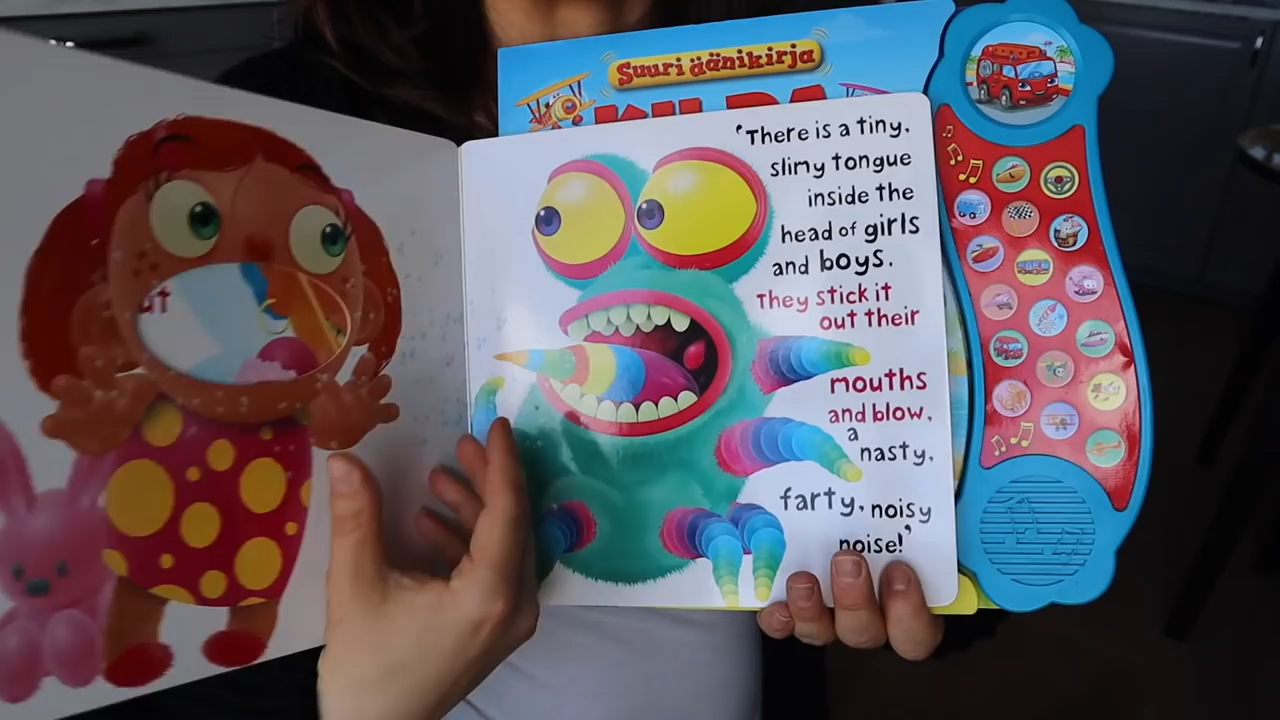 Suuri äänikirja
ut
'There is a tiny,
slimy tongue
inside the
head of girls
and boys.
They stick it
out their
mouths
and blow,
a
nasty,
farty, noisy
noise!'